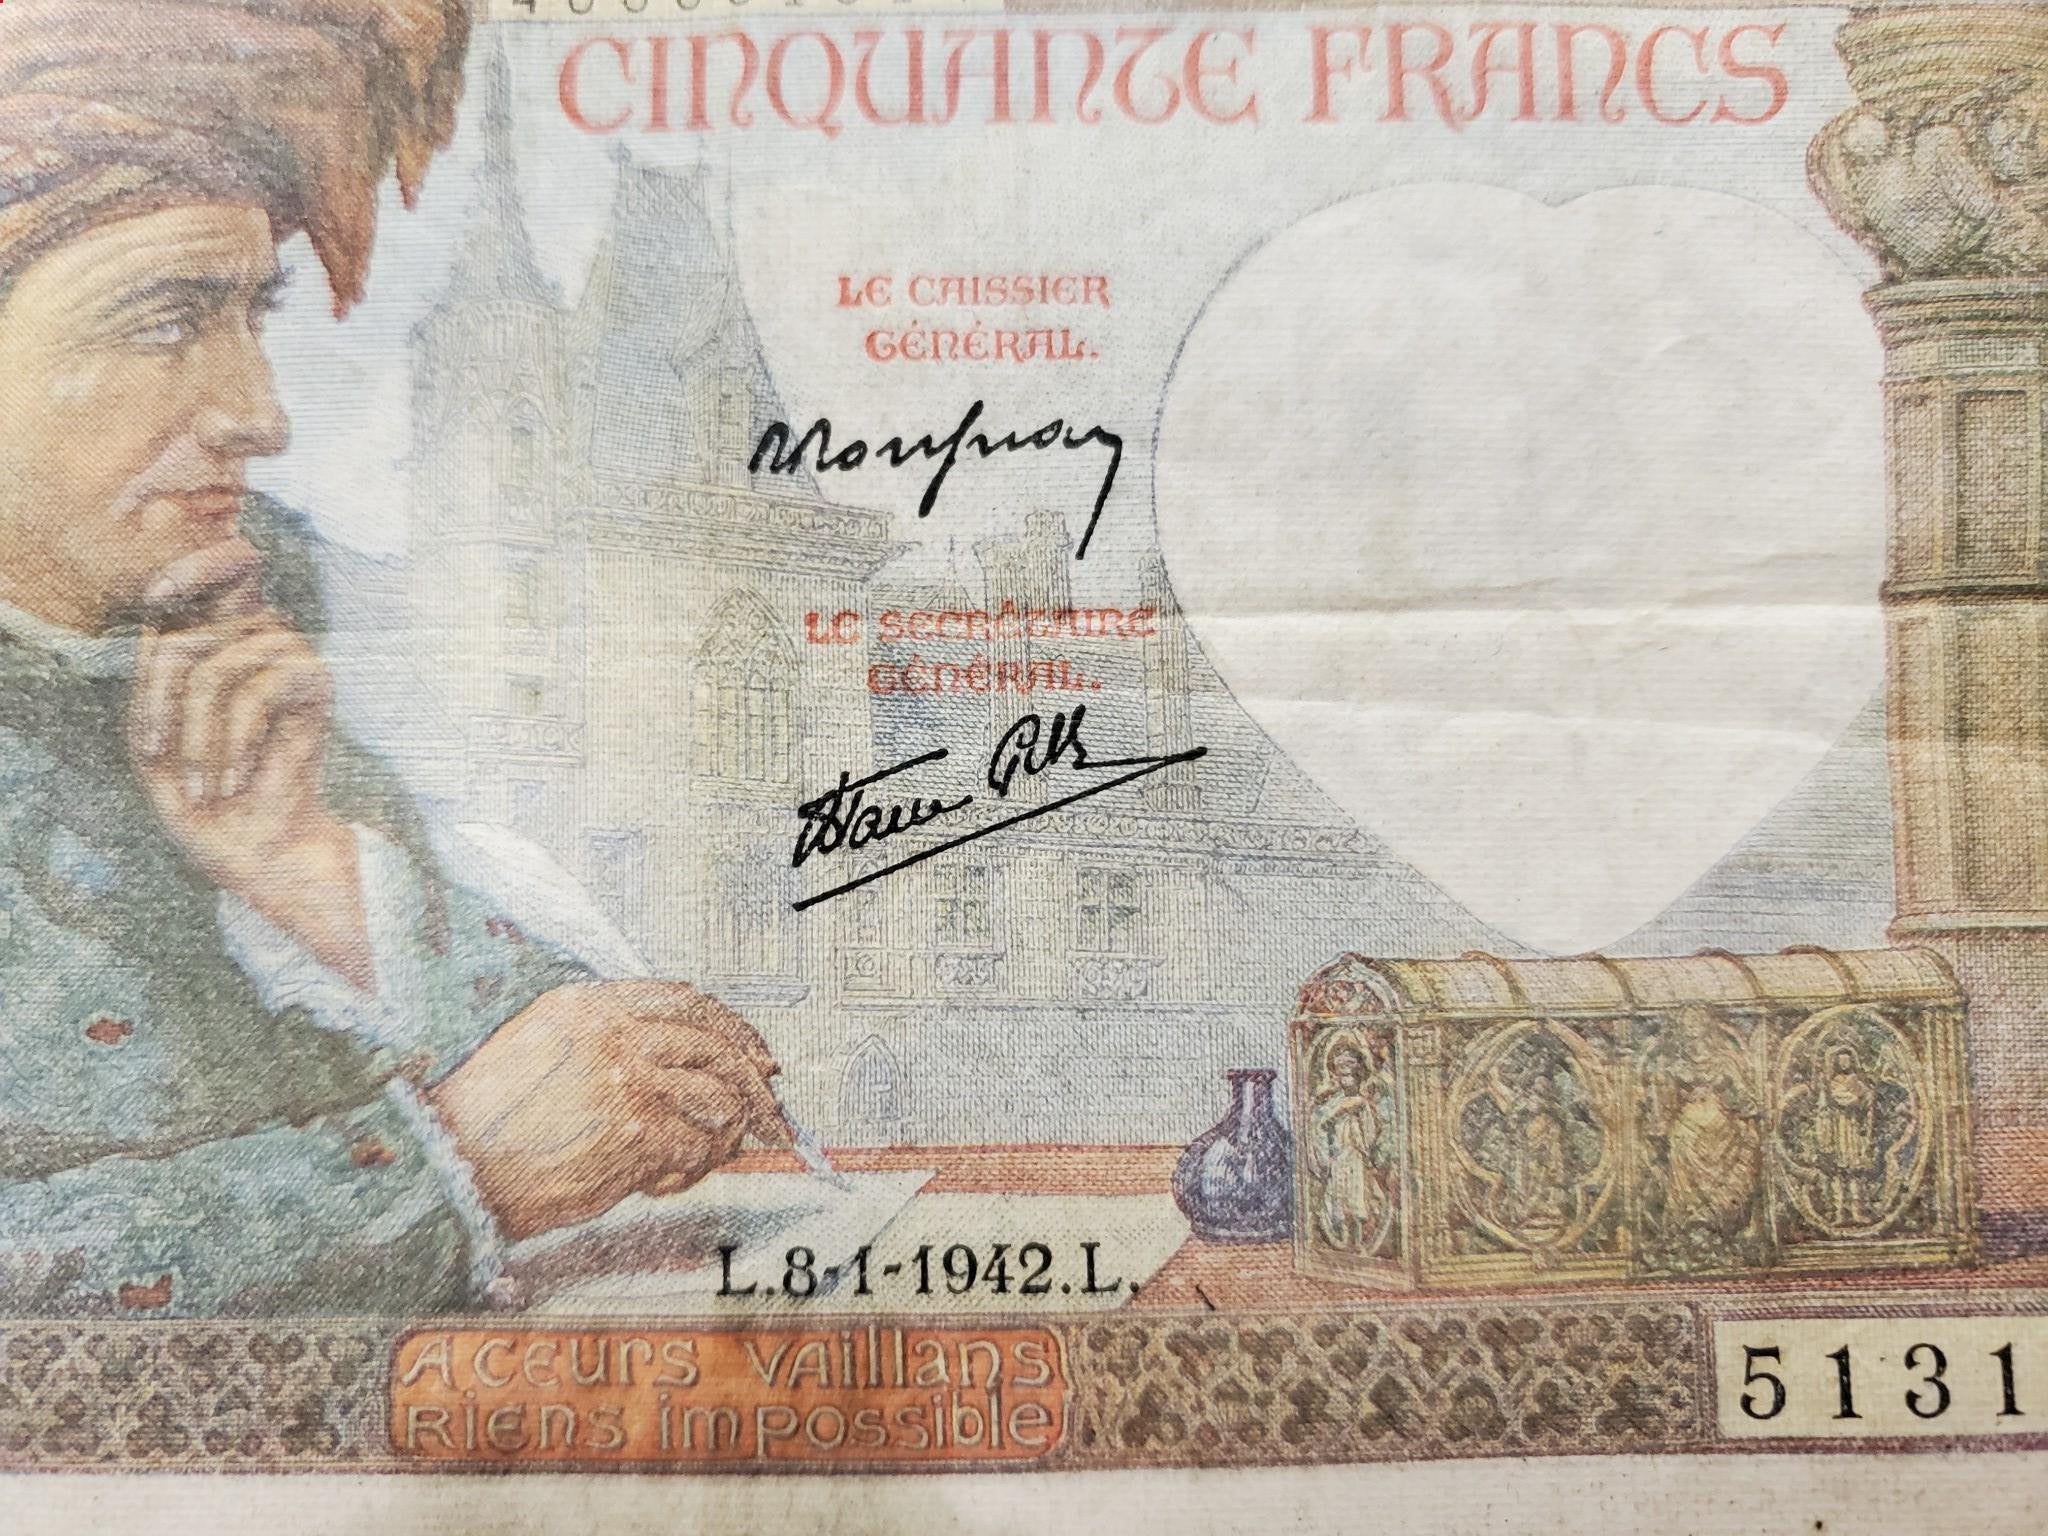 CINQUANTE FRANCS
LE CAISSIER
GÉNÉRAL.
LE SECRÉTAIRE
GÉNÉRAL.
L.8-1-1942.L.
A CEURS VAILLANS
RIENS IMPOSSIBLE
5131